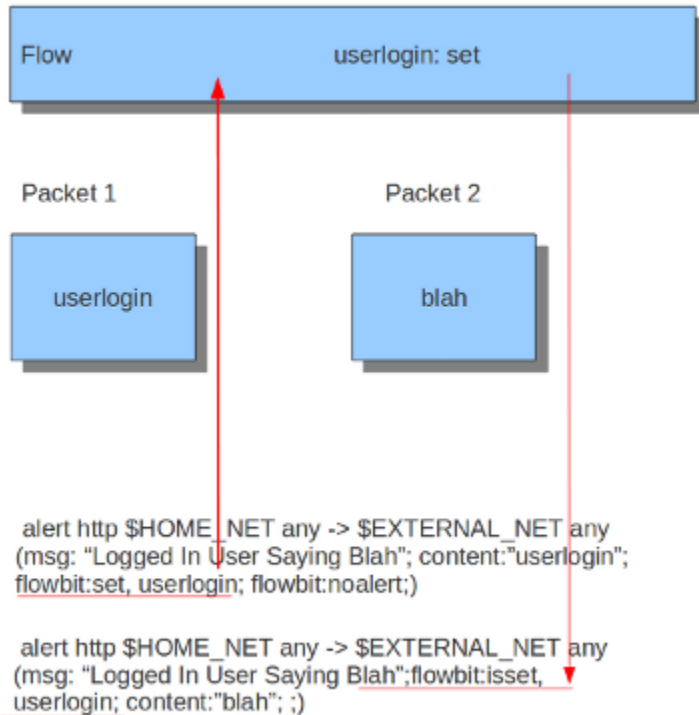 Flow userlogin: set
Packet 1 Packet 2
userlogin blah
alert http $HOME_NET any -> $EXTERNAL_NET any
(msg: “Logged In User Saying Blah”; content:”userlogin”;
flowbit:set, userlogin; flowbit:noalert;)
alert http $HOME_NET any -> $EXTERNAL_NET any
(msg: “Logged In User Saying Blah”;flowbit:isset,
userlogin; content:”blah”; ;)